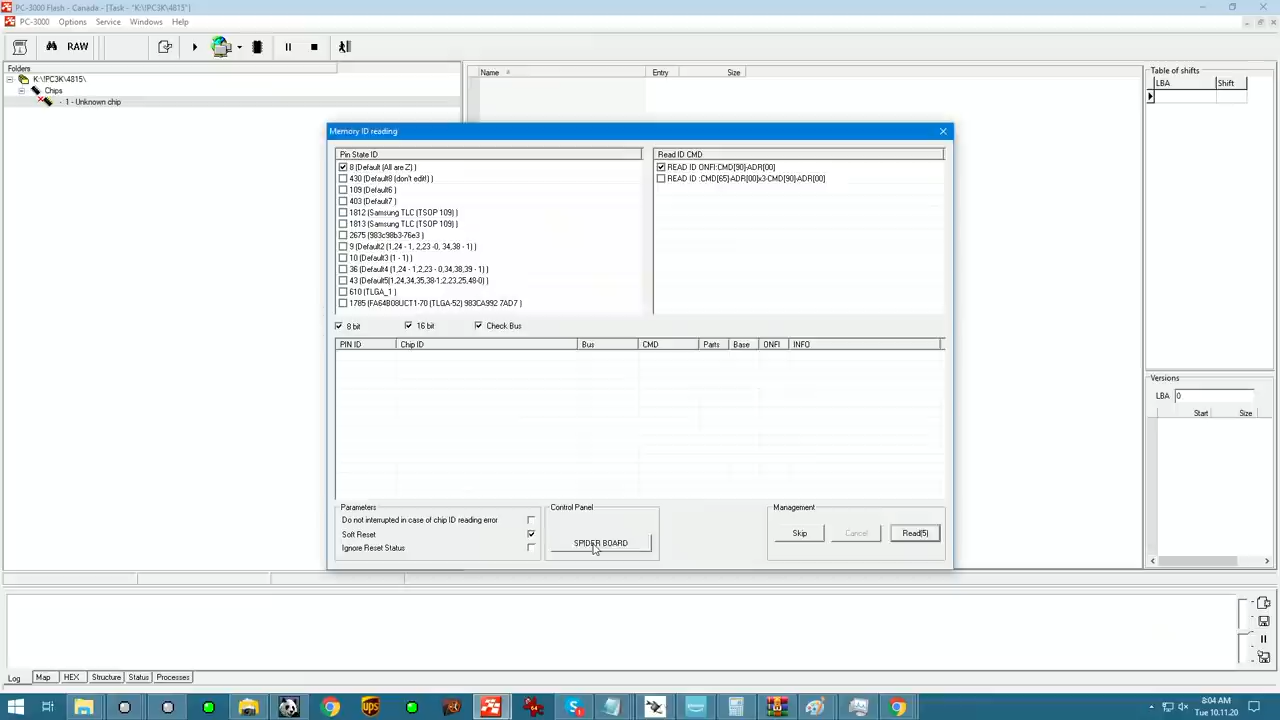 PC-3000 Flash - Canada - [Task - "K:\!PC3K\4815"]
PC-3000 Options Service Windows Help
RAW
Folders
K:\!PC3K\4815\
Chips
- 1 - Unknown chip
Name Entry Size
Table of shifts
LBA Shift
Memory ID reading
Pin State ID
8 (Default (All are Z) )
430 (Default8 (don't edit!) )
109 (Default6 )
403 (Default7 )
1812 (Samsung TLC (TSOP 109) )
1813 (Samsung TLC (TSOP 109) )
2675 (983c98b3-76e3 )
9 (Default2 (1,24 - 1, 2,23 -0, 34,38 - 1) )
10 (Default3 (1 - 1) )
36 (Default4 (1,24 - 1,2,23 - 0,34,38,39 - 1) )
43 (Default5(1,24,34,35,38-1;2,23,25,48-0) )
610 (TLGA_1 )
1785 (FA64B08UCT1-70 (TLGA-52) 983CA992 7AD7 )
Read ID CMD
READ ID ONFI:CMD[90]-ADR[00]
READ ID :CMD[65]-ADR[00]x3-CMD[90]-ADR[00]
8 bit 16 bit Check Bus
PIN ID Chip ID Bus CMD Parts Base ONFI INFO
Versions
LBA 0
Start Size
Parameters
Do not interrupted in case of chip ID reading error
Soft Reset
Ignore Reset Status
Control Panel
SPIDER BOARD
Management
Skip Cancel Read(5)
Log Map HEX Structure Status Processes
ups
64
8:04 AM
Tue 10.11.20